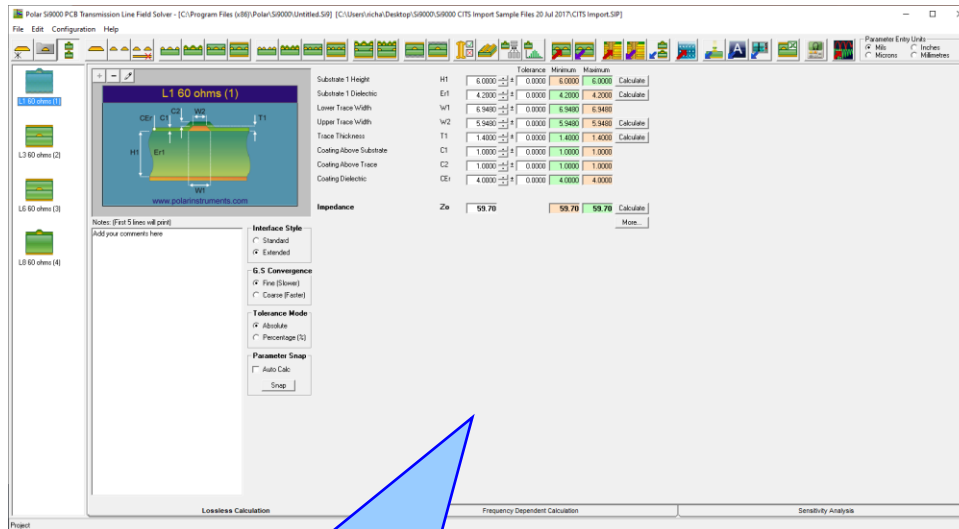 Polar Si9000 PCB Transmission Line Field Solver - [C:\Program Files (x86)\Polar\Si9000\Untitled.Si9] [C:\Users\richa\Desktop\Si9000\Si9000 CITS Import Sample Files 20 Jul 2017\CITS Import.SIP]
File Edit Configuration Help
Parameter Entry Units
Mils Inches
Microns Millimetres
L1 60 ohms (1)
L3 60 ohms (2)
L6 60 ohms (3)
L8 60 ohms (4)
L1 60 ohms (1)
CEr C1 C2 W2 T1
H1 Er1
W1
www.polarinstruments.com
Notes: (First 5 lines will print)
Add your comments here
Interface Style
Standard
Extended
G.S Convergence
Fine (Slower)
Coarse (Faster)
Tolerance Mode
Absolute
Percentage (%)
Parameter Snap
Auto Calc
Snap
Tolerance Minimum Maximum
Substrate 1 Height H1 6.0000 ± 0.0000 6.0000 6.0000 Calculate
Substrate 1 Dielectric Er1 4.2000 ± 0.0000 4.2000 4.2000 Calculate
Lower Trace Width W1 6.9480 ± 0.0000 6.9480 6.9480
Upper Trace Width W2 5.9480 ± 0.0000 5.9480 5.9480 Calculate
Trace Thickness T1 1.4000 ± 0.0000 1.4000 1.4000 Calculate
Coating Above Substrate C1 1.0000 ± 0.0000 1.0000 1.0000
Coating Above Trace C2 1.0000 ± 0.0000 1.0000 1.0000
Coating Dielectric CEr 4.0000 ± 0.0000 4.0000 4.0000
Impedance Zo 59.70 59.70 59.70 Calculate
More...
Lossless Calculation Frequency Dependent Calculation Sensitivity Analysis
Project